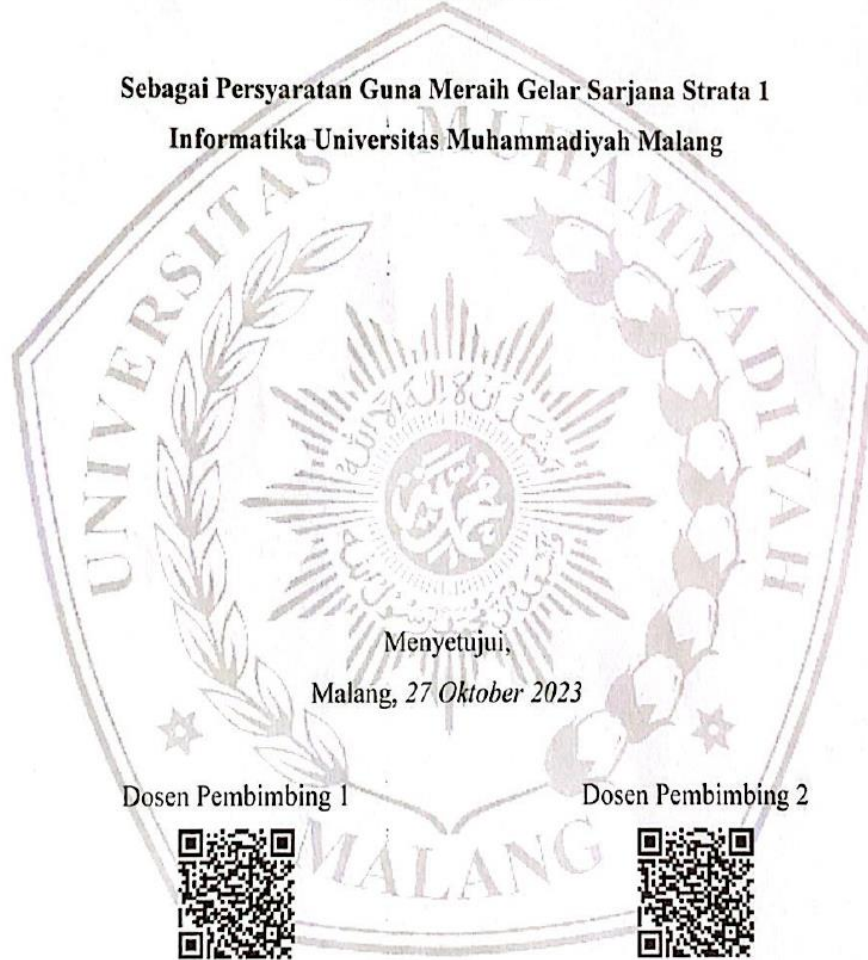 Sebagai Persyaratan Guna Meraih Gelar Sarjana Strata 1
Informatika Universitas Muhammadiyah Malang
UNIVERSITAS MUHAMMADIYAH
MALANG
Menyetujui,
Malang, 27 Oktober 2023
Dosen Pembimbing 1
Dosen Pembimbing 2